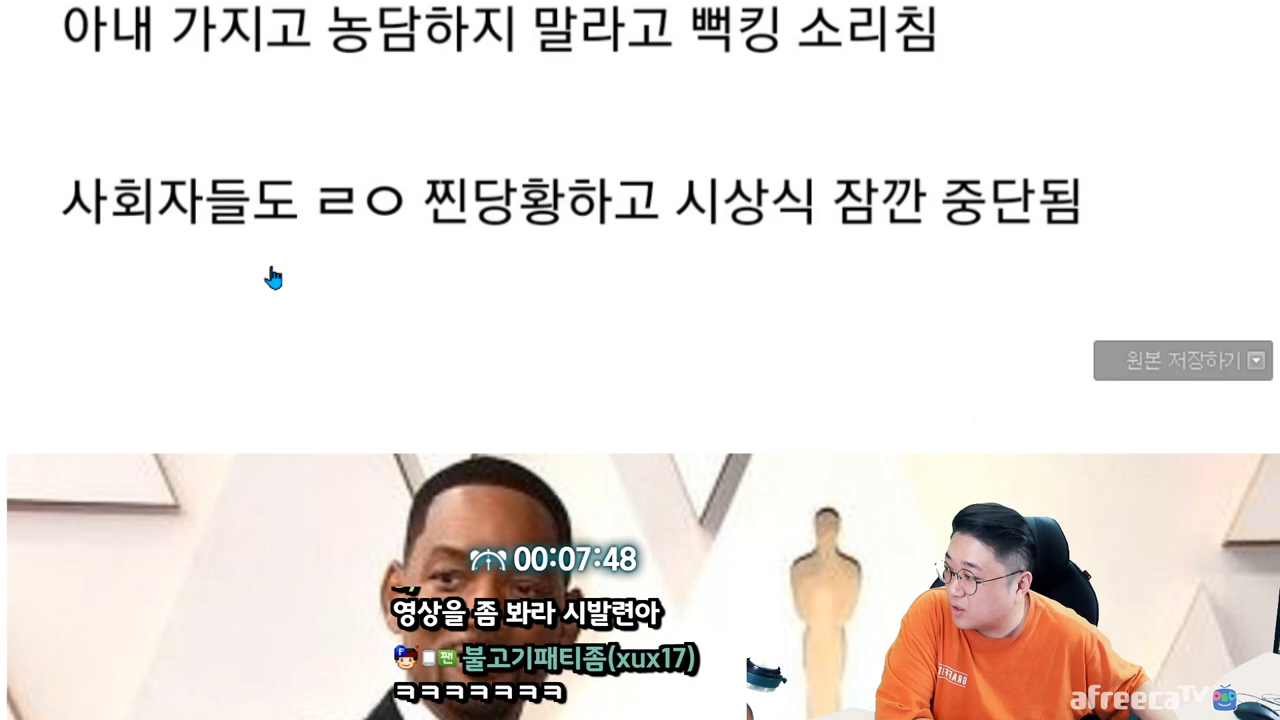 아내 가지고 농담하지 말라고 뻑킹 소리침
사회자들도 ㄹㅇ 찐당황하고 시상식 잠깐 중단됨
원본 저장하기
00:07:48
영상을 좀 봐라 시발련아
F 팬 불고기패티좀(xux17)
ㅋㅋㅋㅋㅋㅋㅋ
afreecaTV